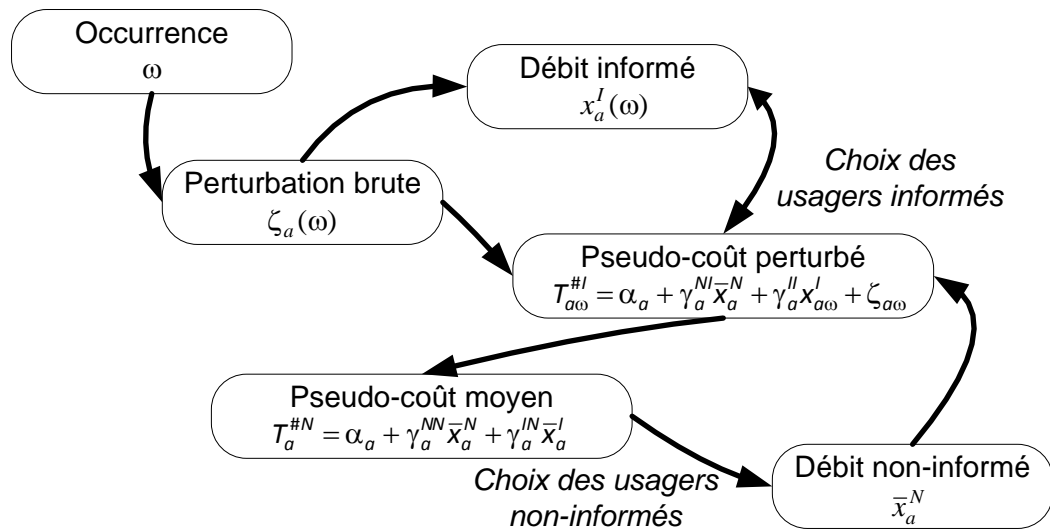 Occurrence
ω
Débit informé
x_a^I(ω)
Perturbation brute
ζ_a(ω)
Choix des
usagers informés
Pseudo-coût perturbé
T_{aω}^{#I} = α_a + γ_a^{NI} x̄_a^N + γ_a^{II} x_{aω}^I + ζ_{aω}
Pseudo-coût moyen
T_a^{#N} = α_a + γ_a^{NN} x̄_a^N + γ_a^{IN} x̄_a^I
Choix des usagers
non-informés
Débit non-informé
x̄_a^N